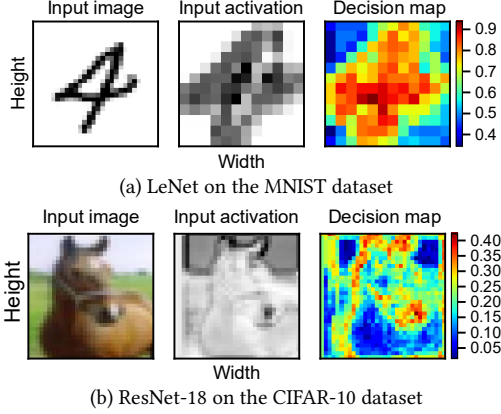 Input image Input activation Decision map
Height
0.9
0.8
0.7
0.6
0.5
0.4
Width
(a) LeNet on the MNIST dataset
Input image Input activation Decision map
Height
0.40
0.35
0.30
0.25
0.20
0.15
0.10
0.05
Width
(b) ResNet-18 on the CIFAR-10 dataset